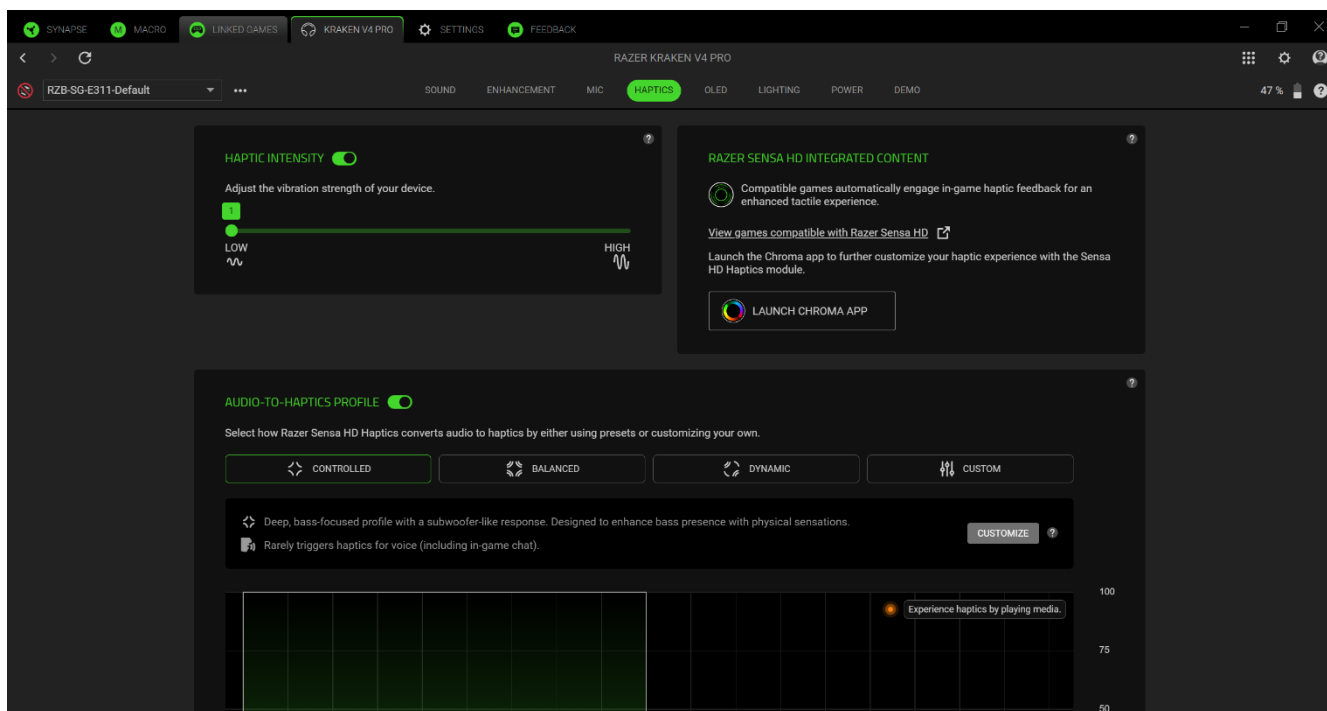 SYNAPSE
MACRO
LINKED GAMES
KRAKEN V4 PRO
SETTINGS
FEEDBACK
RAZER KRAKEN V4 PRO
RZB-SG-E311-Default
SOUND
ENHANCEMENT
MIC
HAPTICS
OLED
LIGHTING
POWER
DEMO
47 %
HAPTIC INTENSITY
Adjust the vibration strength of your device.
1
LOW
HIGH
RAZER SENSA HD INTEGRATED CONTENT
Compatible games automatically engage in-game haptic feedback for an
enhanced tactile experience.
View games compatible with Razer Sensa HD
Launch the Chroma app to further customize your haptic experience with the Sensa
HD Haptics module.
LAUNCH CHROMA APP
AUDIO-TO-HAPTICS PROFILE
Select how Razer Sensa HD Haptics converts audio to haptics by either using presets or customizing your own.
CONTROLLED
BALANCED
DYNAMIC
CUSTOM
Deep, bass-focused profile with a subwoofer-like response. Designed to enhance bass presence with physical sensations.
Rarely triggers haptics for voice (including in-game chat).
CUSTOMIZE
Experience haptics by playing media.
100
75
50